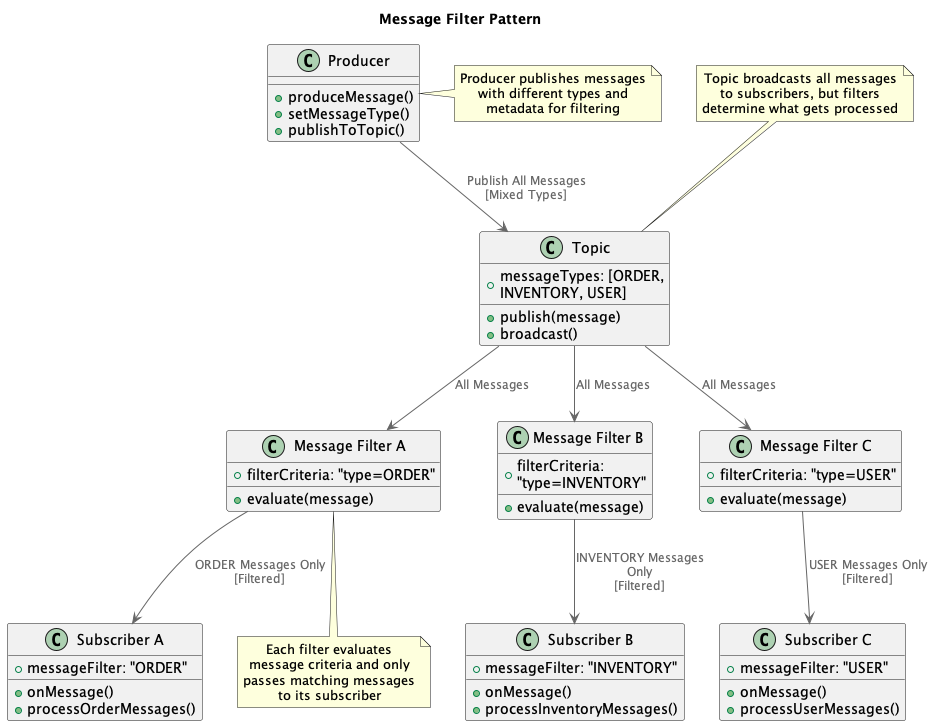 Message Filter Pattern
C Producer
produceMessage()
setMessageType()
publishToTopic()
Producer publishes messages
with different types and
metadata for filtering
Topic broadcasts all messages
to subscribers, but filters
determine what gets processed
Publish All Messages
[Mixed Types]
C Topic
messageTypes: [ORDER,
INVENTORY, USER]
publish(message)
broadcast()
All Messages
All Messages
All Messages
C Message Filter A
filterCriteria: "type=ORDER"
evaluate(message)
C Message Filter B
filterCriteria:
"type=INVENTORY"
evaluate(message)
C Message Filter C
filterCriteria: "type=USER"
evaluate(message)
ORDER Messages Only
[Filtered]
INVENTORY Messages
Only
[Filtered]
USER Messages Only
[Filtered]
C Subscriber A
messageFilter: "ORDER"
onMessage()
processOrderMessages()
Each filter evaluates
message criteria and only
passes matching messages
to its subscriber
C Subscriber B
messageFilter: "INVENTORY"
onMessage()
processInventoryMessages()
C Subscriber C
messageFilter: "USER"
onMessage()
processUserMessages()